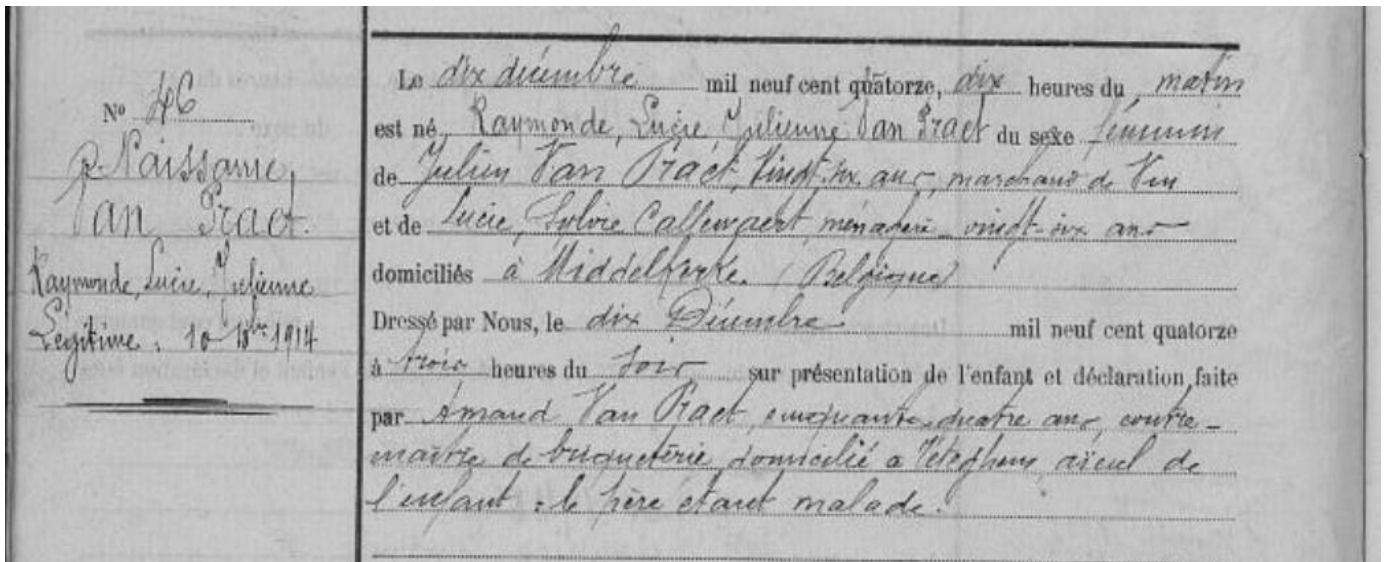 Nº 46
Naissance,
Van Praet.
Raymonde, Lucie, Julienne
Légitime. 10 Xbre 1914
Le dix décembre mil neuf cent quatorze, dix heures du matin
est né Raymonde, Lucie, Julienne Van Praet du sexe féminin
de Julien Van Praet, vingt-six ans, marchand de vin
et de Lucie, Sylvie Callewaert, ménagère vingt-six ans
domiciliés à Middelkerke. (Belgique)
Dressé par Nous, le dix Décembre mil neuf cent quatorze
à trois heures du soir sur présentation de l'enfant et déclaration faite
par Amand Van Praet, cinquante-quatre ans, contre-
maître de briqueterie, domicilié à Téteghem, aïeul de
l'enfant : le père étant malade.